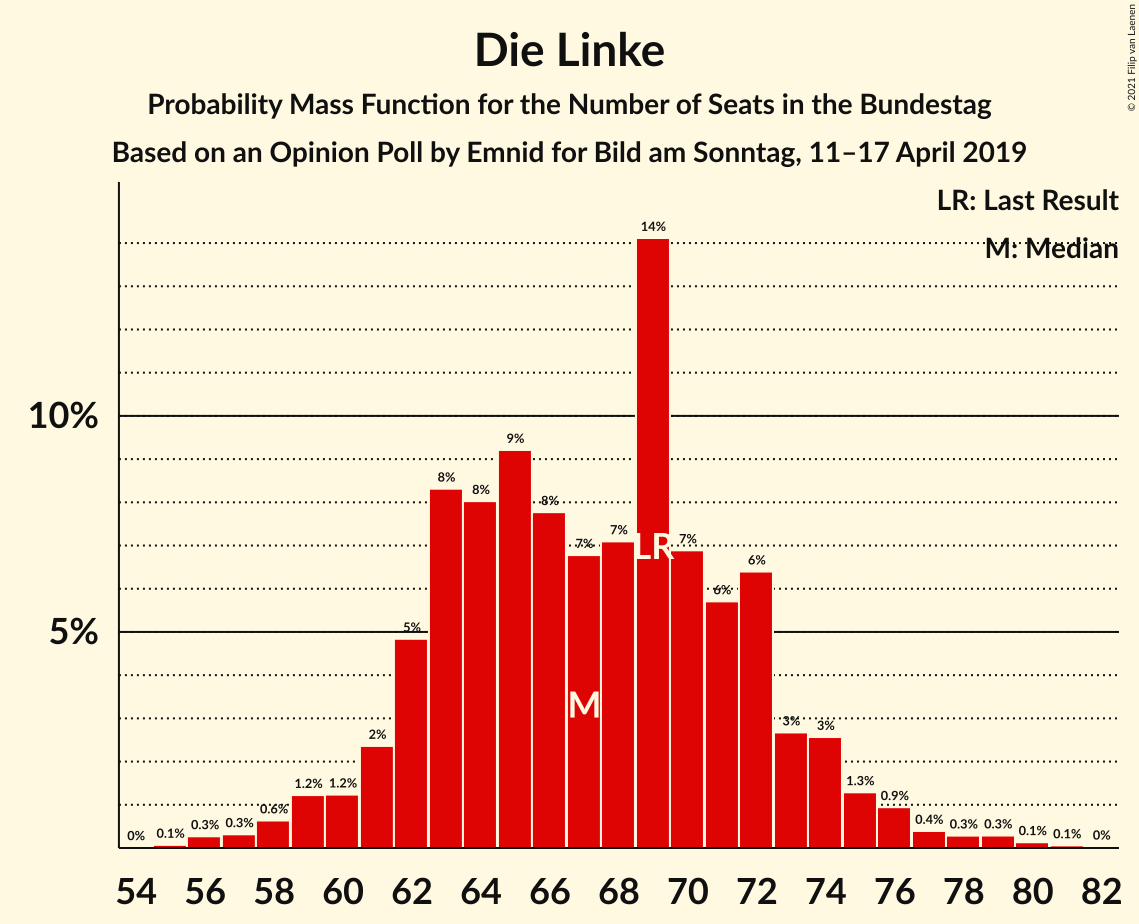 Die Linke
Probability Mass Function for the Number of Seats in the Bundestag
Based on an Opinion Poll by Emnid for Bild am Sonntag, 11–17 April 2019
© 2021 Filip van Laenen
LR: Last Result
M: Median
10%
5%
0% 0.1% 0.3% 0.3% 0.6% 1.2% 1.2% 2% 5% 8% 8% 9% 8% 7% 7% 14% 7% 6% 6% 3% 3% 1.3% 0.9% 0.4% 0.3% 0.3% 0.1% 0.1% 0%
LR
M
54 56 58 60 62 64 66 68 70 72 74 76 78 80 82